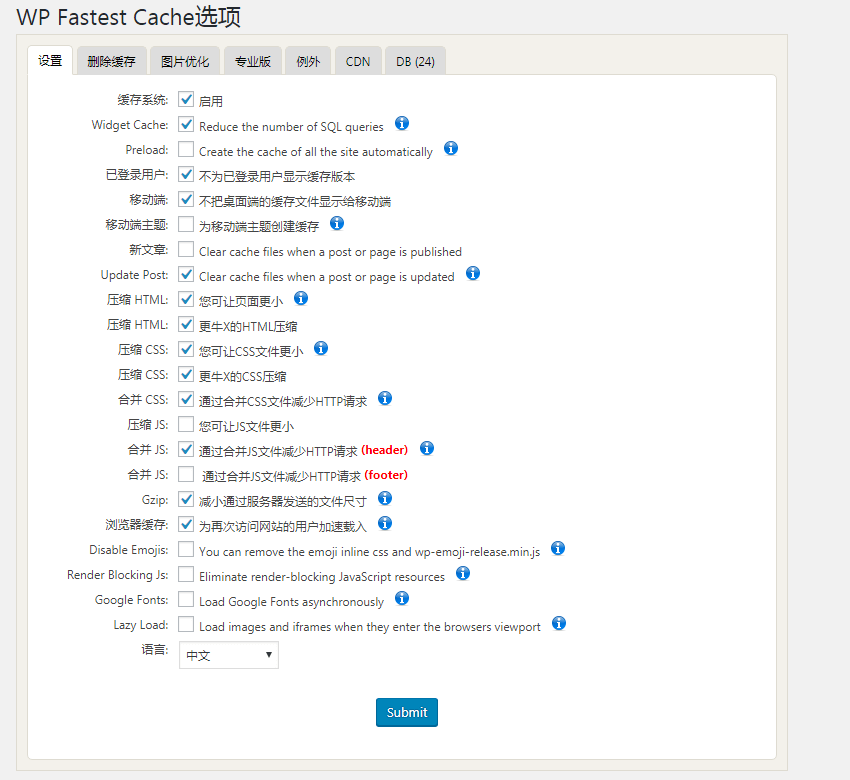 WP Fastest Cache选项
设置 删除缓存 图片优化 专业版 例外 CDN DB (24)
缓存系统: 启用
Widget Cache: Reduce the number of SQL queries
Preload: Create the cache of all the site automatically
已登录用户: 不为已登录用户显示缓存版本
移动端: 不把桌面端的缓存文件显示给移动端
移动端主题: 为移动端主题创建缓存
新文章: Clear cache files when a post or page is published
Update Post: Clear cache files when a post or page is updated
压缩 HTML: 您可让页面更小
压缩 HTML: 更牛X的HTML压缩
压缩 CSS: 您可让CSS文件更小
压缩 CSS: 更牛X的CSS压缩
合并 CSS: 通过合并CSS文件减少HTTP请求
压缩 JS: 您可让JS文件更小
合并 JS: 通过合并JS文件减少HTTP请求 (header)
合并 JS: 通过合并JS文件减少HTTP请求 (footer)
Gzip: 减小通过服务器发送的文件尺寸
浏览器缓存: 为再次访问网站的用户加速载入
Disable Emojis: You can remove the emoji inline css and wp-emoji-release.min.js
Render Blocking Js: Eliminate render-blocking JavaScript resources
Google Fonts: Load Google Fonts asynchronously
Lazy Load: Load images and iframes when they enter the browsers viewport
语言: 中文
Submit